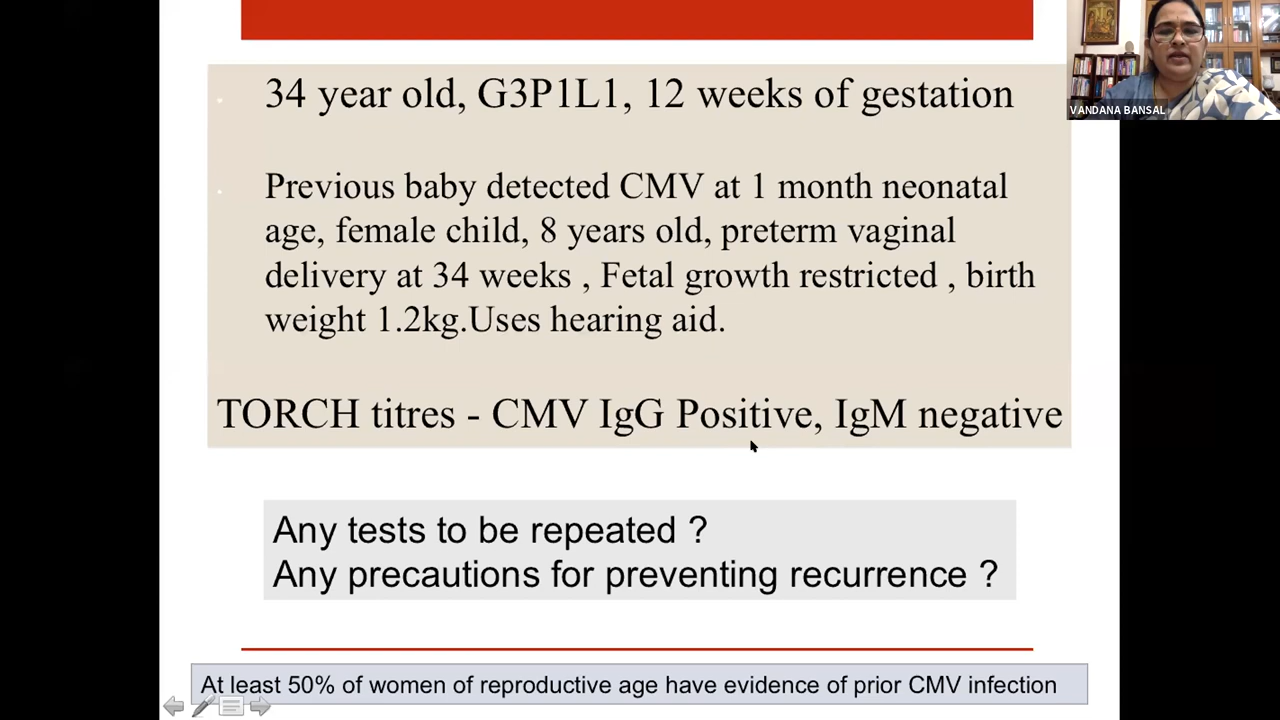 VANDANA BANSAL
34 year old, G3P1L1, 12 weeks of gestation
Previous baby detected CMV at 1 month neonatal
age, female child, 8 years old, preterm vaginal
delivery at 34 weeks , Fetal growth restricted , birth
weight 1.2kg.Uses hearing aid.
TORCH titres - CMV IgG Positive, IgM negative
Any tests to be repeated ?
Any precautions for preventing recurrence ?
At least 50% of women of reproductive age have evidence of prior CMV infection